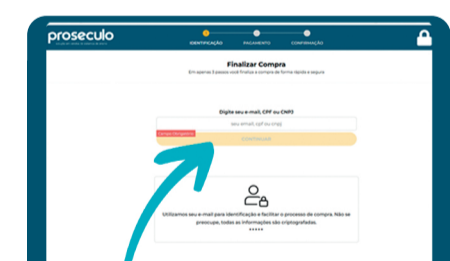 proseculo
IDENTIFICAÇÃO PAGAMENTO CONFIRMAÇÃO
Finalizar Compra
Em apenas 3 passos você finaliza a compra de forma rápida e segura
Digite seu e-mail, CPF ou CNPJ
seu email, cpf ou cnpj
Campo obrigatório
CONTINUAR
Utilizamos seu e-mail para identificação e facilitar o processo de compra. Não se
preocupe, todas as informações são criptografadas.